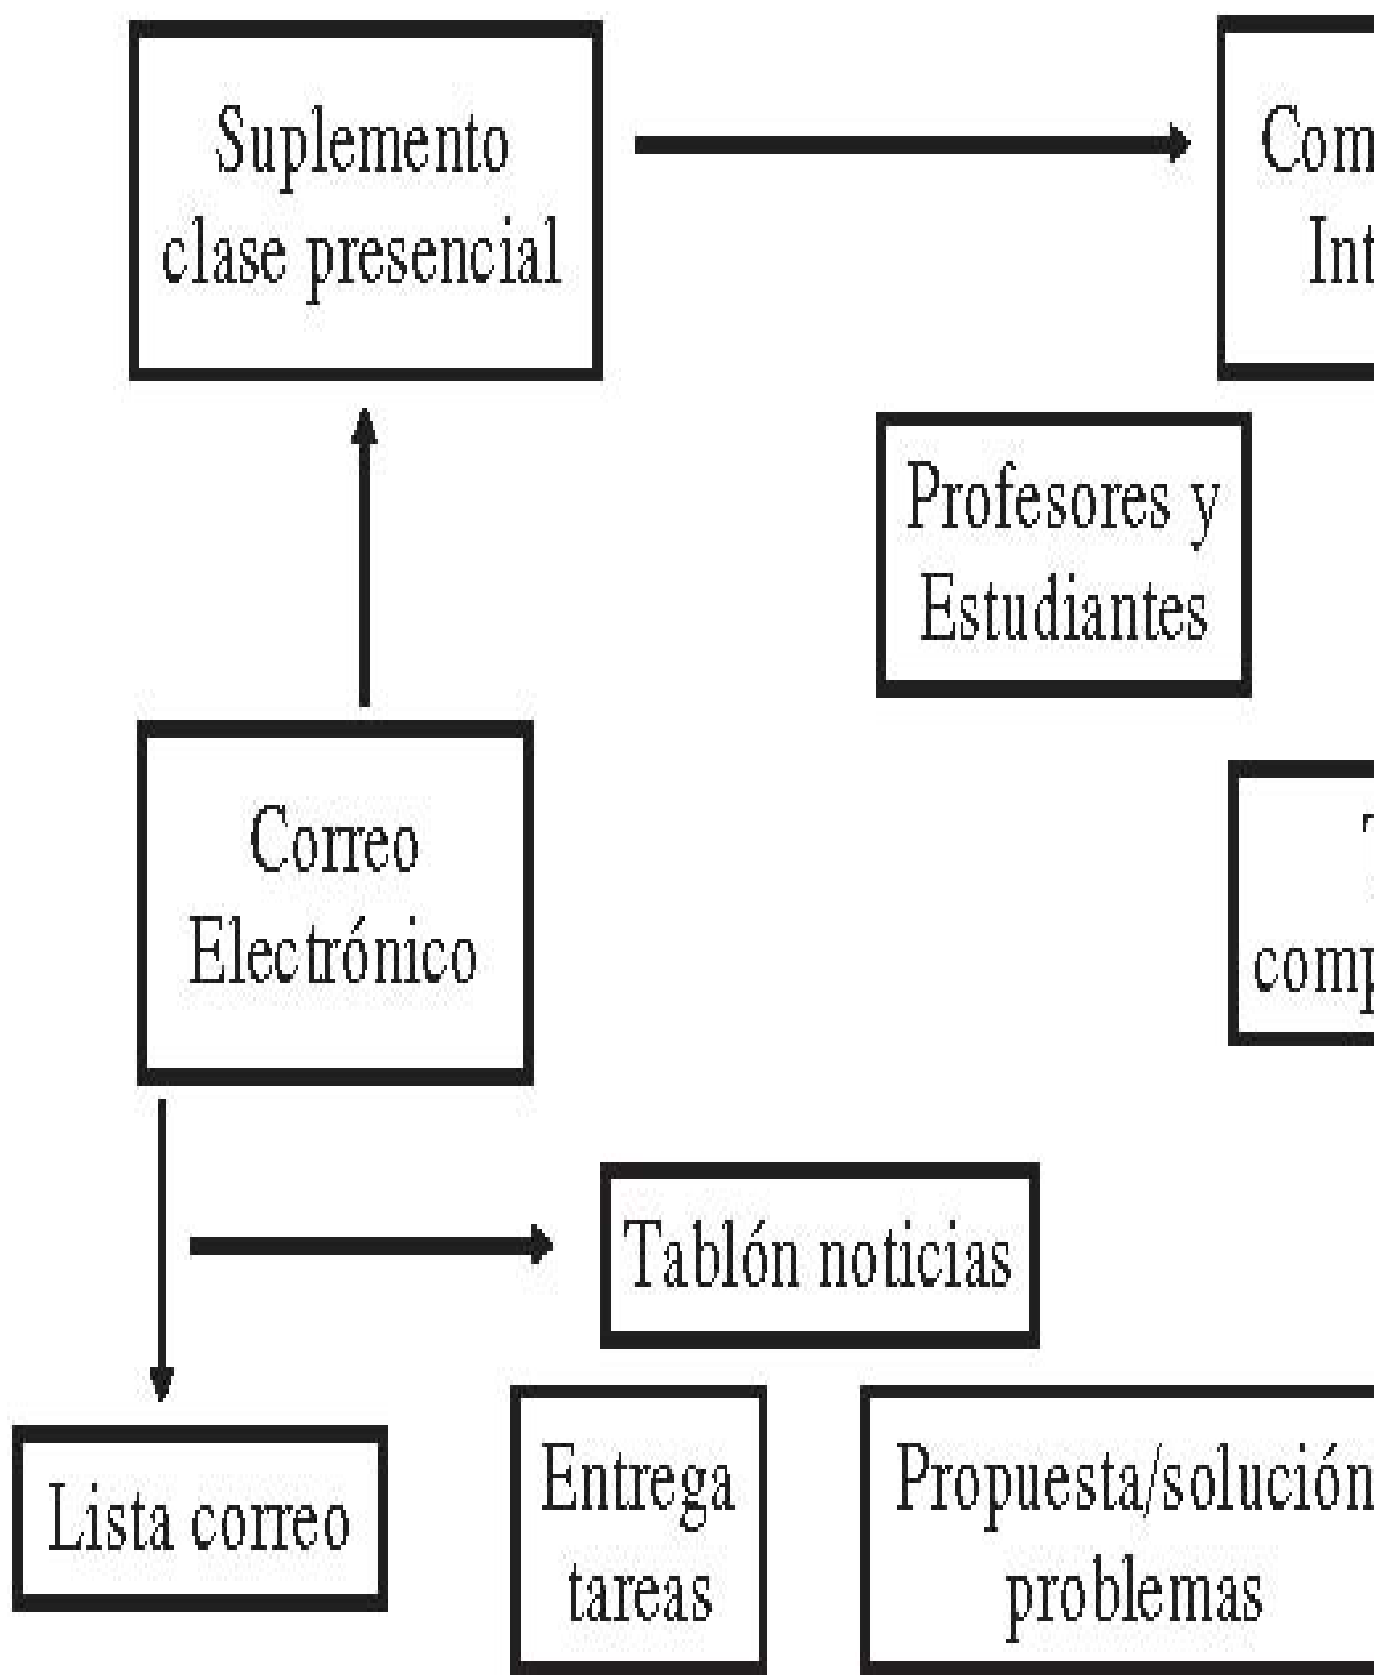 Suplemento
clase presencial
Profesores y
Estudiantes
Correo
Electrónico
Tablón noticias
Lista correo
Entrega
tareas
Propuesta/solución
problemas